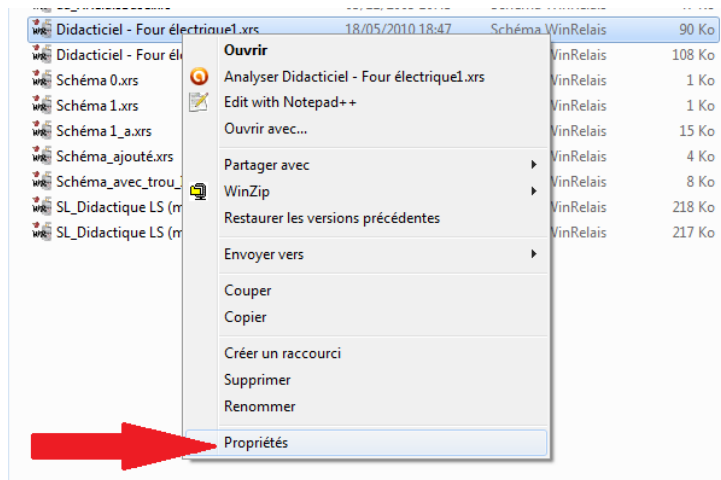 Didacticiel - Four électrique1.xrs 18/05/2010 18:47 Schéma WinRelais 90 Ko
Didacticiel - Four él WinRelais 108 Ko
Schéma 0.xrs WinRelais 1 Ko
Schéma 1.xrs WinRelais 1 Ko
Schéma 1_a.xrs WinRelais 15 Ko
Schéma_ajouté.xrs WinRelais 4 Ko
Schéma_avec_trou_ WinRelais 8 Ko
SL_Didactique LS (m WinRelais 218 Ko
SL_Didactique LS (m WinRelais 217 Ko
Ouvrir
Analyser Didacticiel - Four électrique1.xrs
Edit with Notepad++
Ouvrir avec...
Partager avec
WinZip
Restaurer les versions précédentes
Envoyer vers
Couper
Copier
Créer un raccourci
Supprimer
Renommer
Propriétés